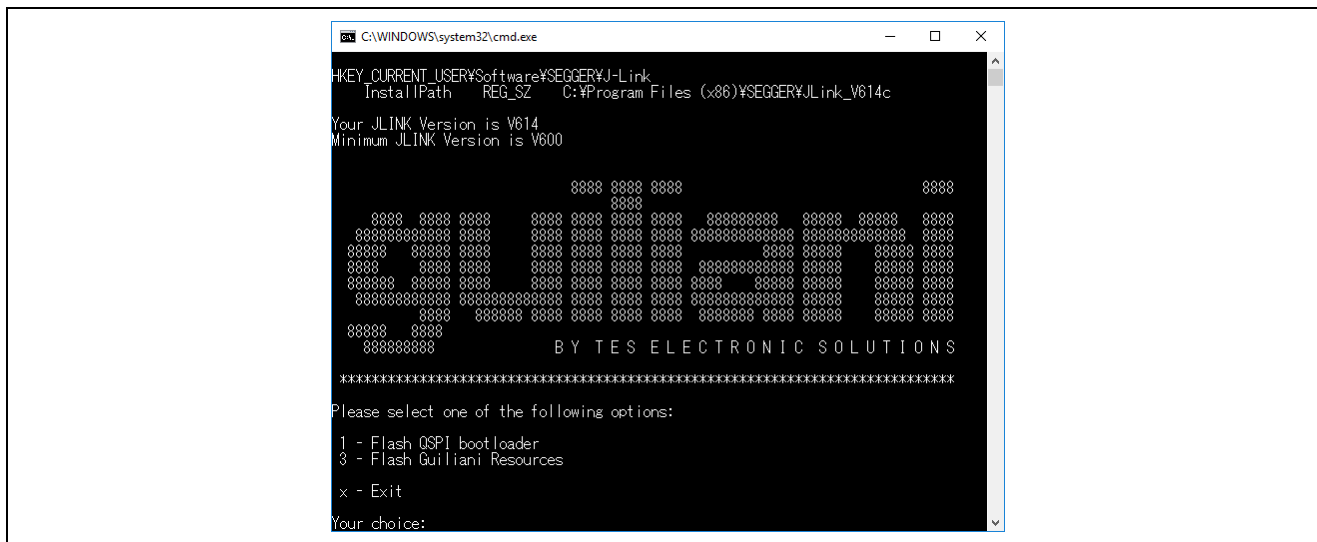 C:\WINDOWS\system32\cmd.exe
HKEY_CURRENT_USER¥Software¥SEGGER¥J-Link
InstallPath REG_SZ C:¥Program Files (x86)¥SEGGER¥JLink_V614c
Your JLINK Version is V614
Minimum JLINK Version is V600
guiliani
BY TES ELECTRONIC SOLUTIONS
*****************************************************************************
Please select one of the following options:
1 - Flash QSPI bootloader
3 - Flash Guiliani Resources
x - Exit
Your choice: